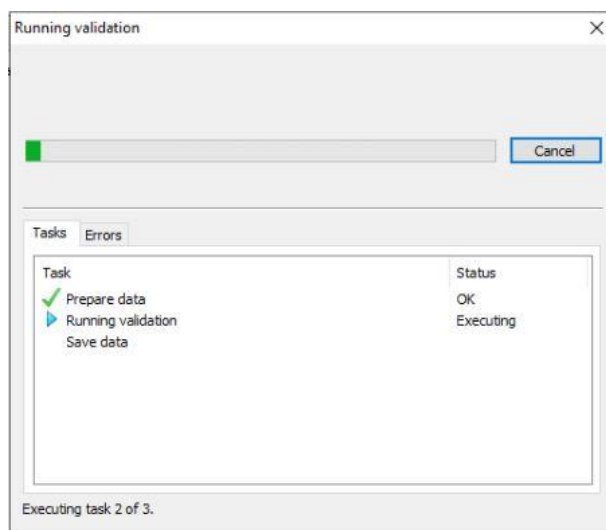 Running validation
Cancel
Tasks Errors
Task Status
Prepare data OK
Running validation Executing
Save data
Executing task 2 of 3.